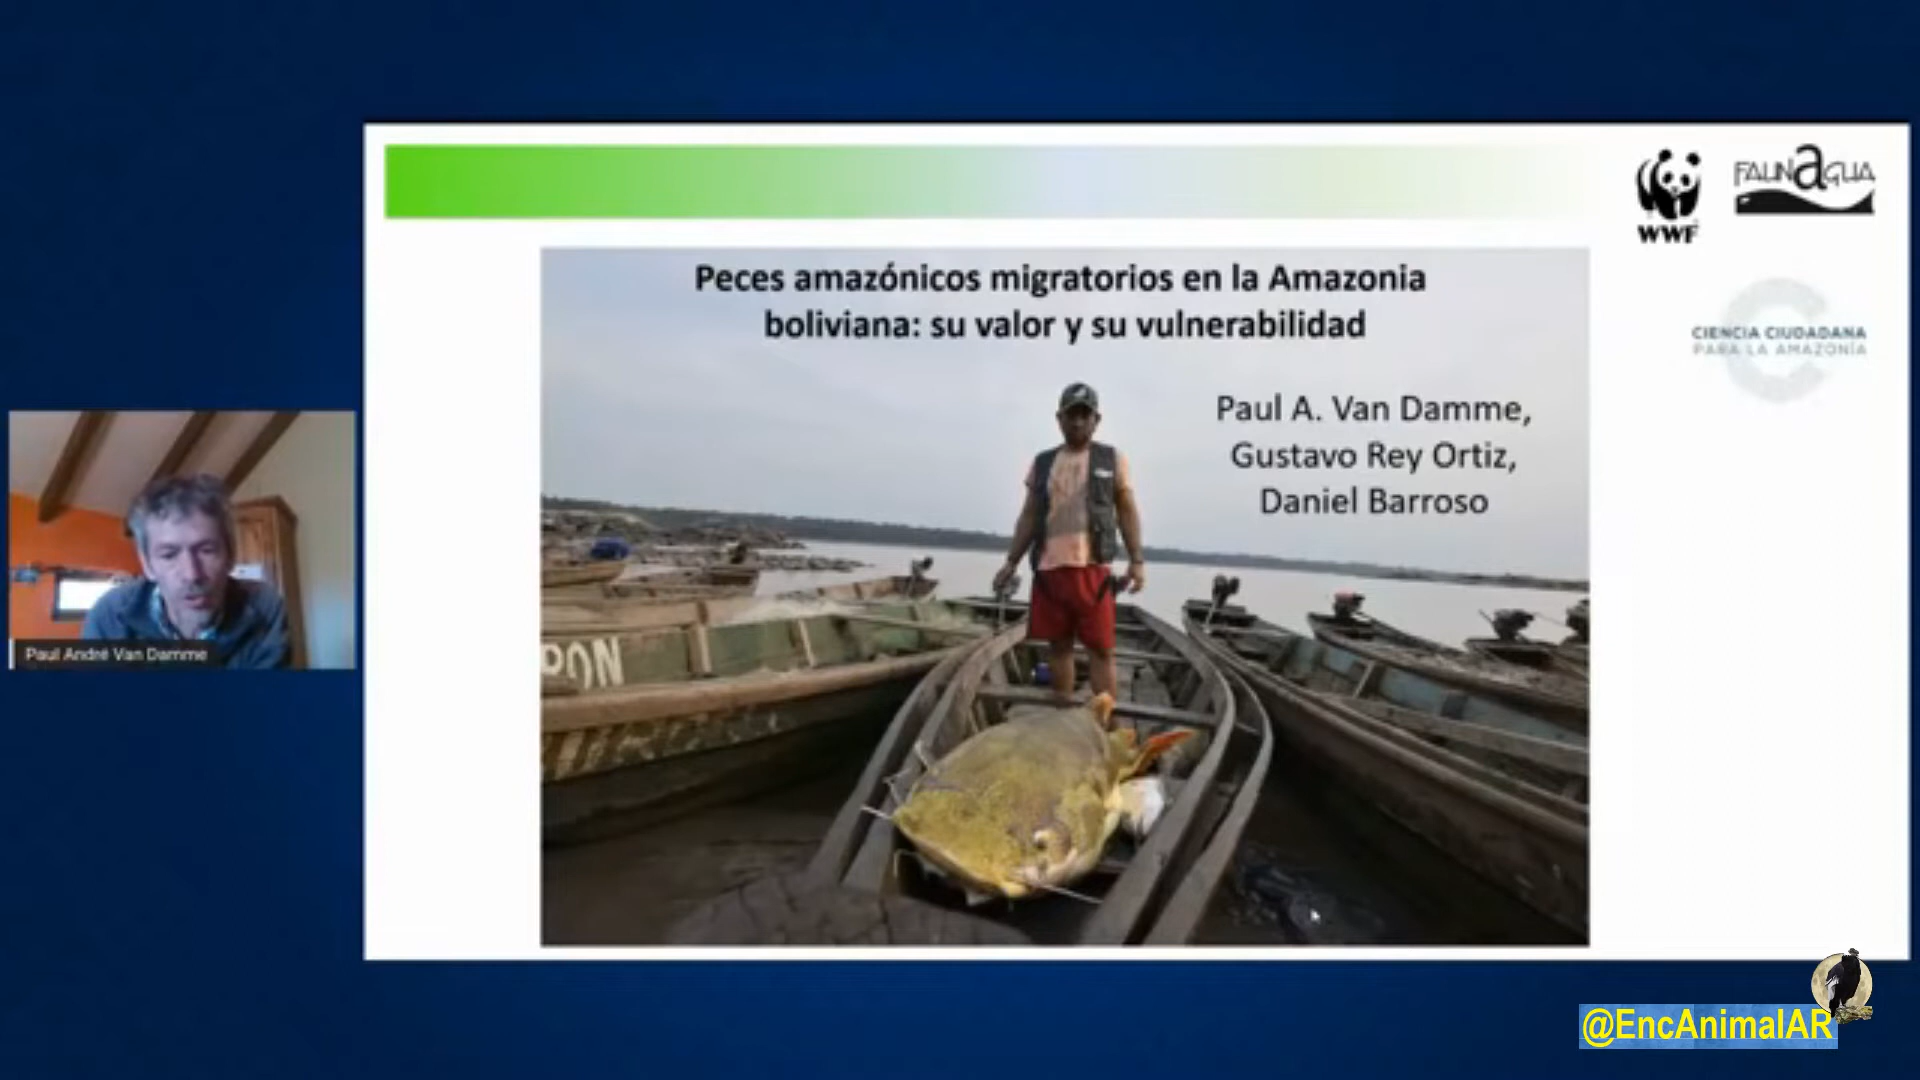 WWF
FAUNAGUA
Peces amazónicos migratorios en la Amazonia
boliviana: su valor y su vulnerabilidad
CIENCIA CIUDADANA
PARA LA AMAZONÍA
Paul A. Van Damme,
Gustavo Rey Ortiz,
Daniel Barroso
Paul André Van Damme
RON
@EncAnimalAR